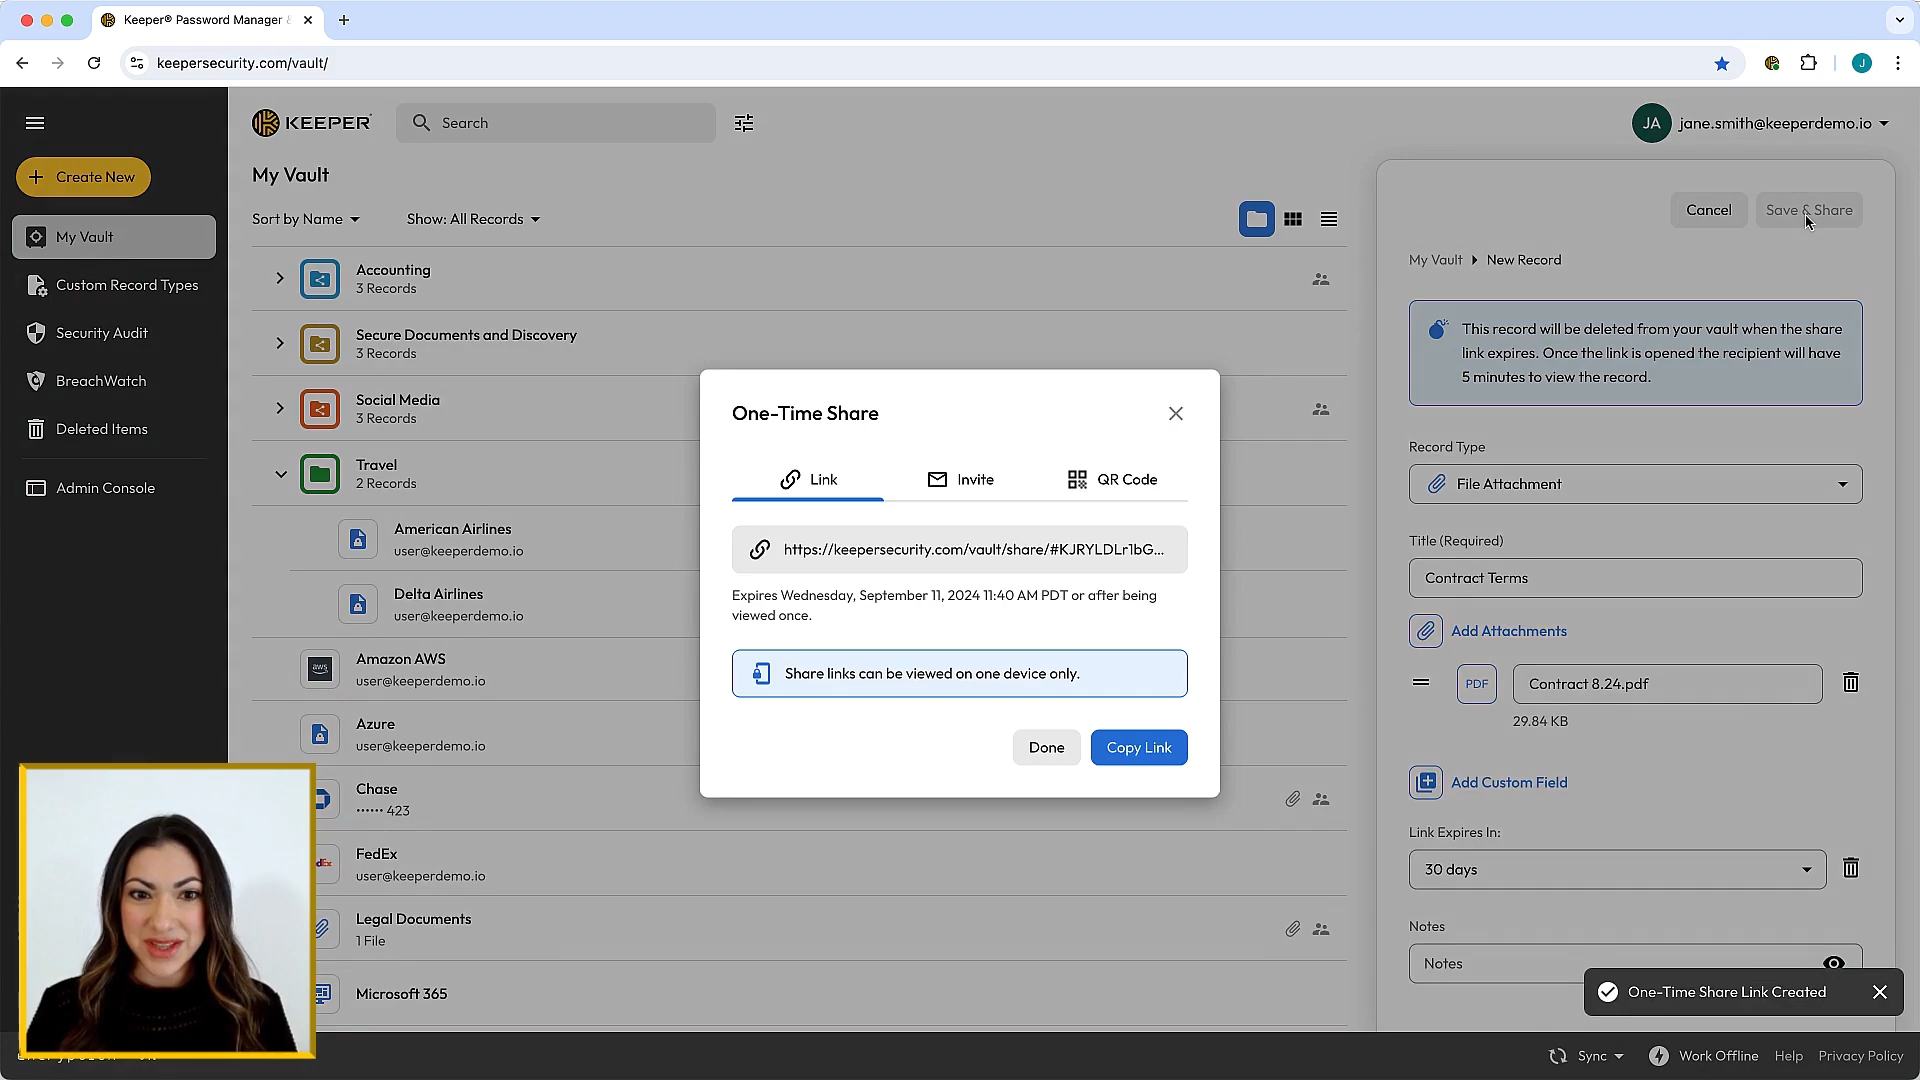 Keeper® Password Manager
keepersecurity.com/vault/
J
KEEPER
Search
JA
jane.smith@keeperdemo.io
Create New
My Vault
Custom Record Types
Security Audit
BreachWatch
Deleted Items
Admin Console
My Vault
Sort by Name
Show: All Records
Accounting
3 Records
Secure Documents and Discovery
3 Records
Social Media
3 Records
Travel
2 Records
American Airlines
user@keeperdemo.io
Delta Airlines
user@keeperdemo.io
aws
Amazon AWS
user@keeperdemo.io
Azure
user@keeperdemo.io
Chase
•••••• 423
FedEx
user@keeperdemo.io
Legal Documents
1 File
Microsoft 365
One-Time Share
Link
Invite
QR Code
https://keepersecurity.com/vault/share/#KJRYLDLr1bG...
Expires Wednesday, September 11, 2024 11:40 AM PDT or after being
viewed once.
Share links can be viewed on one device only.
Done
Copy Link
Cancel
Save & Share
My Vault
New Record
This record will be deleted from your vault when the share
link expires. Once the link is opened the recipient will have
5 minutes to view the record.
Record Type
File Attachment
Title (Required)
Contract Terms
Add Attachments
PDF
Contract 8.24.pdf
29.84 KB
Add Custom Field
Link Expires In:
30 days
Notes
Notes
One-Time Share Link Created
Sync
Work Offline
Help
Privacy Policy